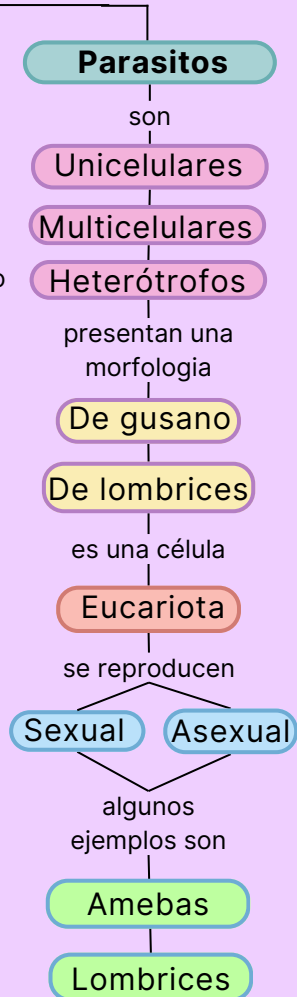 Parasitos
son
Unicelulares
Multicelulares
Heterótrofos
presentan una
morfologia
De gusano
De lombrices
es una célula
Eucariota
se reproducen
Sexual
Asexual
algunos
ejemplos son
Amebas
Lombrices